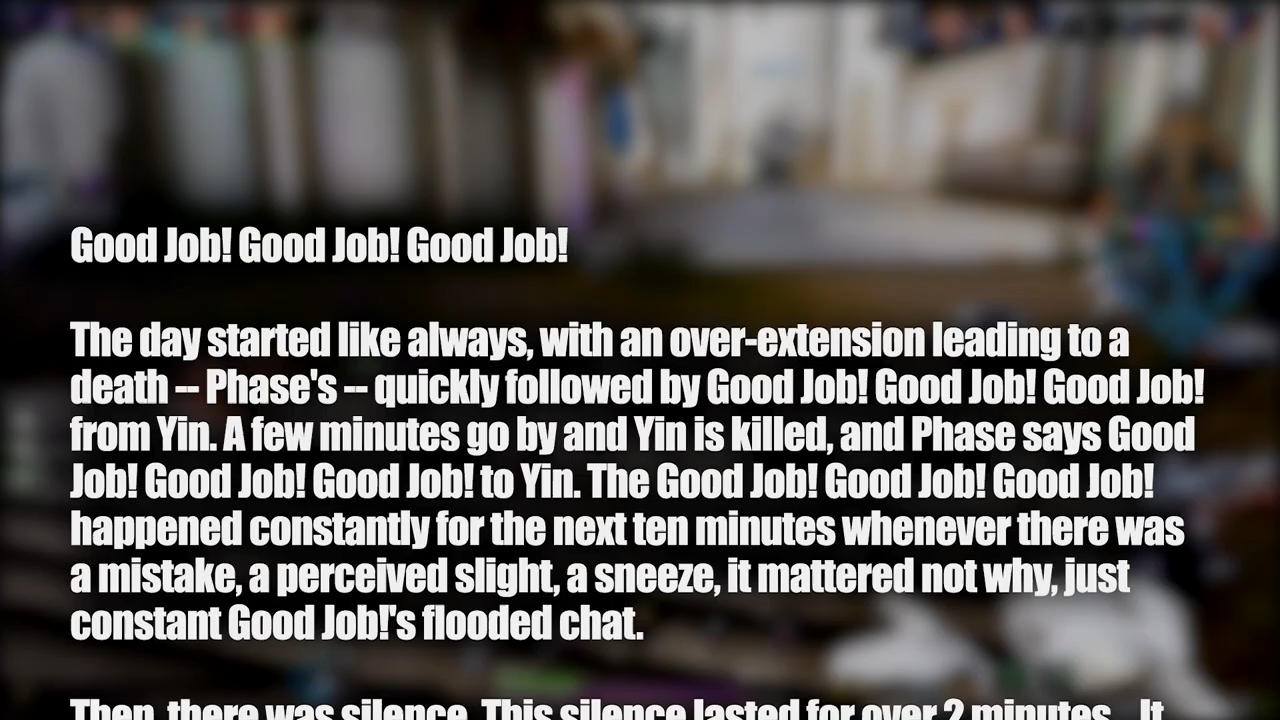 Good Job! Good Job! Good Job!
The day started like always, with an over-extension leading to a
death -- Phase's -- quickly followed by Good Job! Good Job! Good Job!
from Yin. A few minutes go by and Yin is killed, and Phase says Good
Job! Good Job! Good Job! to Yin. The Good Job! Good Job! Good Job!
happened constantly for the next ten minutes whenever there was
a mistake, a perceived slight, a sneeze, it mattered not why, just
constant Good Job!'s flooded chat.
Then, there was silence. This silence lasted for over 2 minutes... It